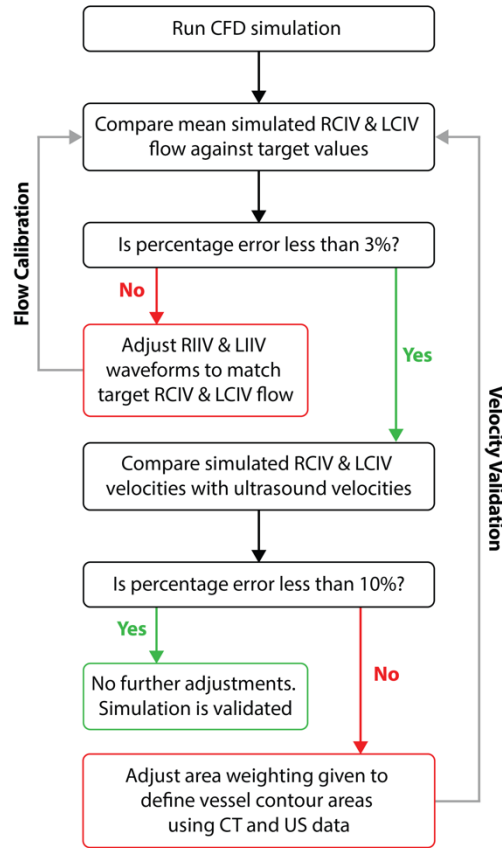 Run CFD simulation
Compare mean simulated RCIV & LCIV
flow against target values
Flow Calibration
Is percentage error less than 3%?
No
Yes
Adjust RIIV & LIIV
waveforms to match
target RCIV & LCIV flow
Velocity Validation
Compare simulated RCIV & LCIV
velocities with ultrasound velocities
Is percentage error less than 10%?
Yes
No
No further adjustments.
Simulation is validated
Adjust area weighting given to
define vessel contour areas
using CT and US data